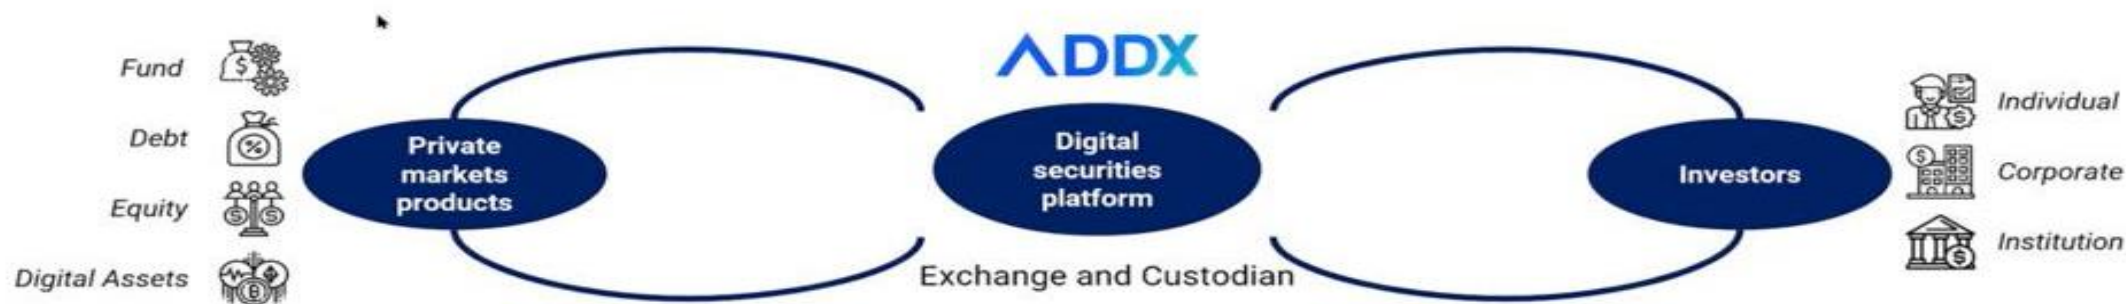 Fund
Debt
Equity
Digital Assets
Private
markets
products
ADDX
Digital
securities
platform
Exchange and Custodian
Investors
Individual
Corporate
Institution